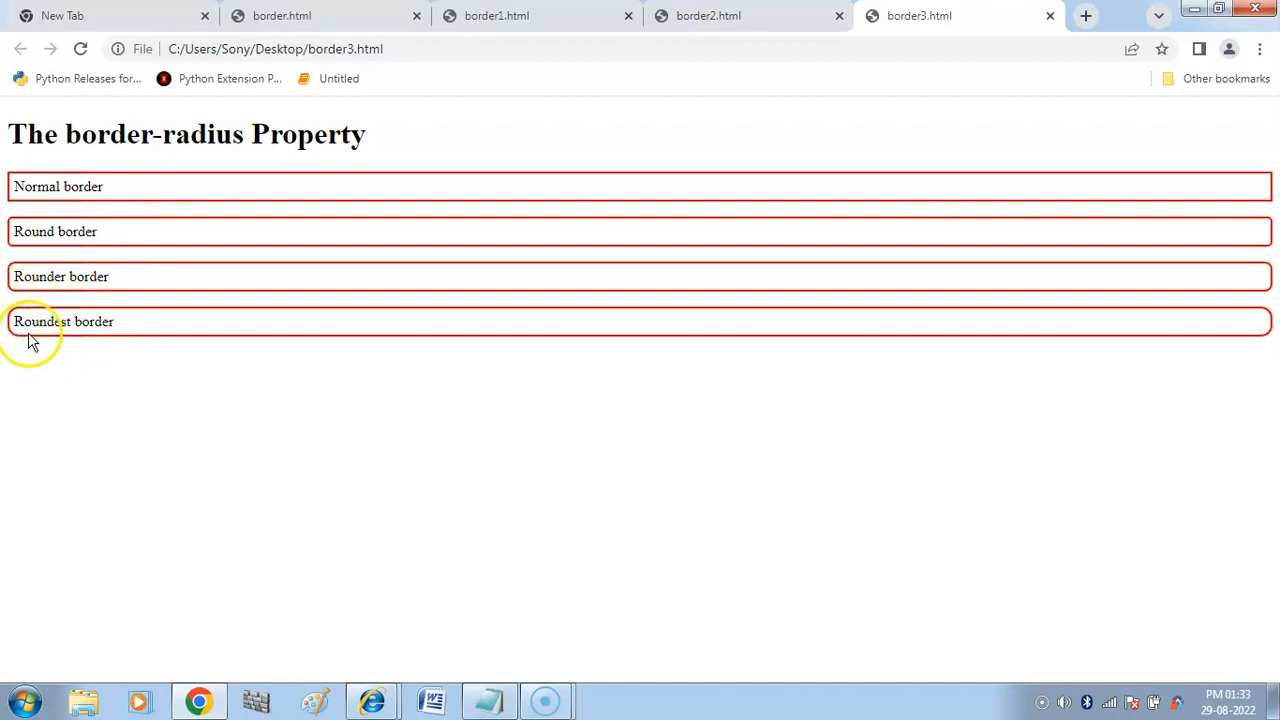 New Tab
border.html
border1.html
border2.html
border3.html
File
C:/Users/Sony/Desktop/border3.html
Python Releases for...
Python Extension P...
Untitled
Other bookmarks
The border-radius Property
Normal border
Round border
Rounder border
Roundest border
PM 01:33
29-08-2022